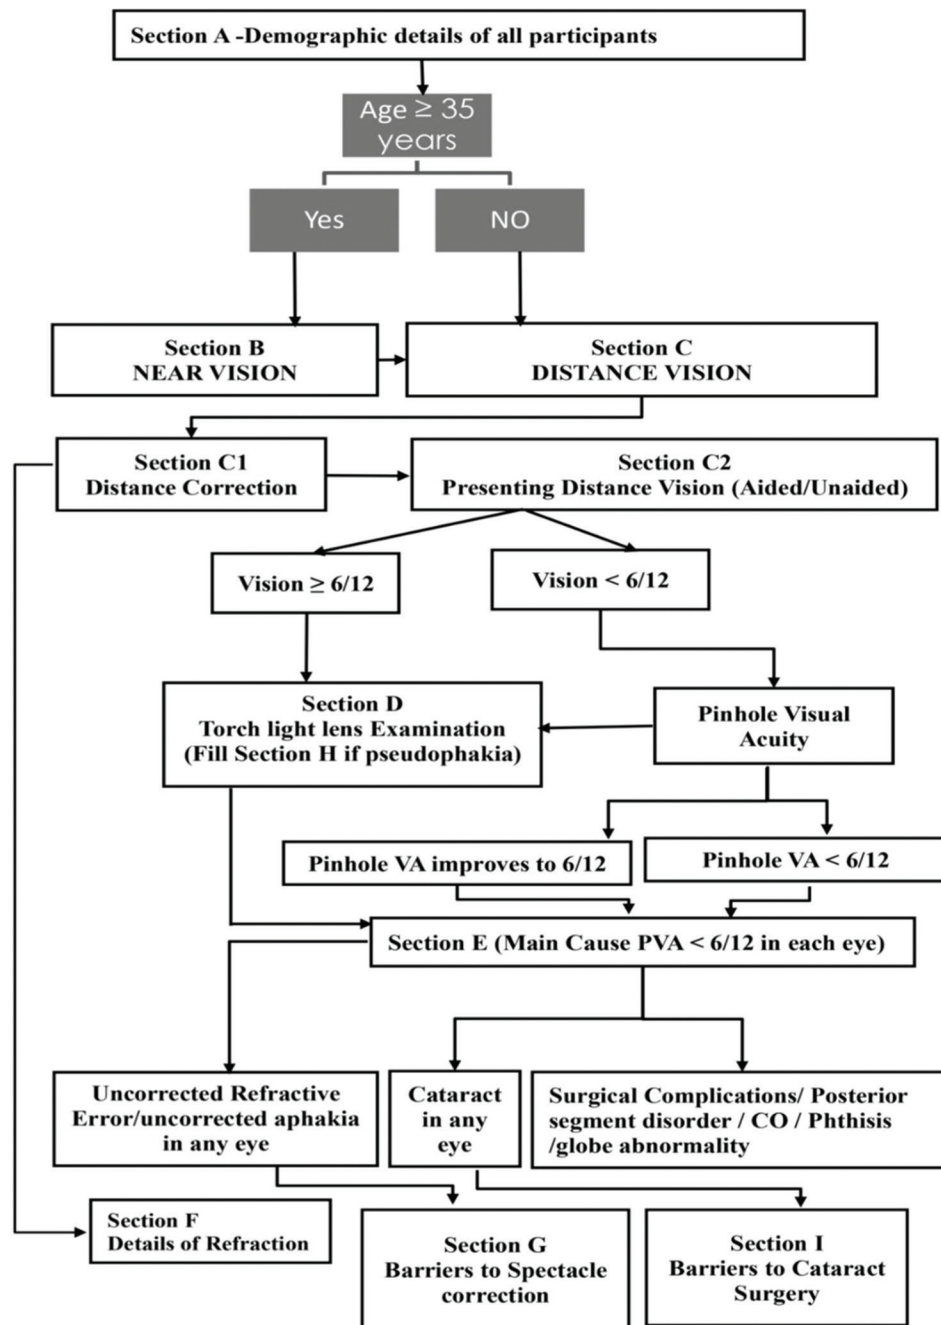 Section A -Demographic details of all participants
Age ≥ 35
years
Yes
NO
Section B
NEAR VISION
Section C
DISTANCE VISION
Section C1
Distance Correction
Section C2
Presenting Distance Vision (Aided/Unaided)
Vision ≥ 6/12
Vision < 6/12
Section D
Torch light lens Examination
(Fill Section H if pseudophakia)
Pinhole Visual
Acuity
Pinhole VA improves to 6/12
Pinhole VA < 6/12
Section E (Main Cause PVA < 6/12 in each eye)
Uncorrected Refractive
Error/uncorrected aphakia
in any eye
Cataract
in any
eye
Surgical Complications/ Posterior
segment disorder / CO / Phthisis
/globe abnormality
Section F
Details of Refraction
Section G
Barriers to Spectacle
correction
Section I
Barriers to Cataract
Surgery